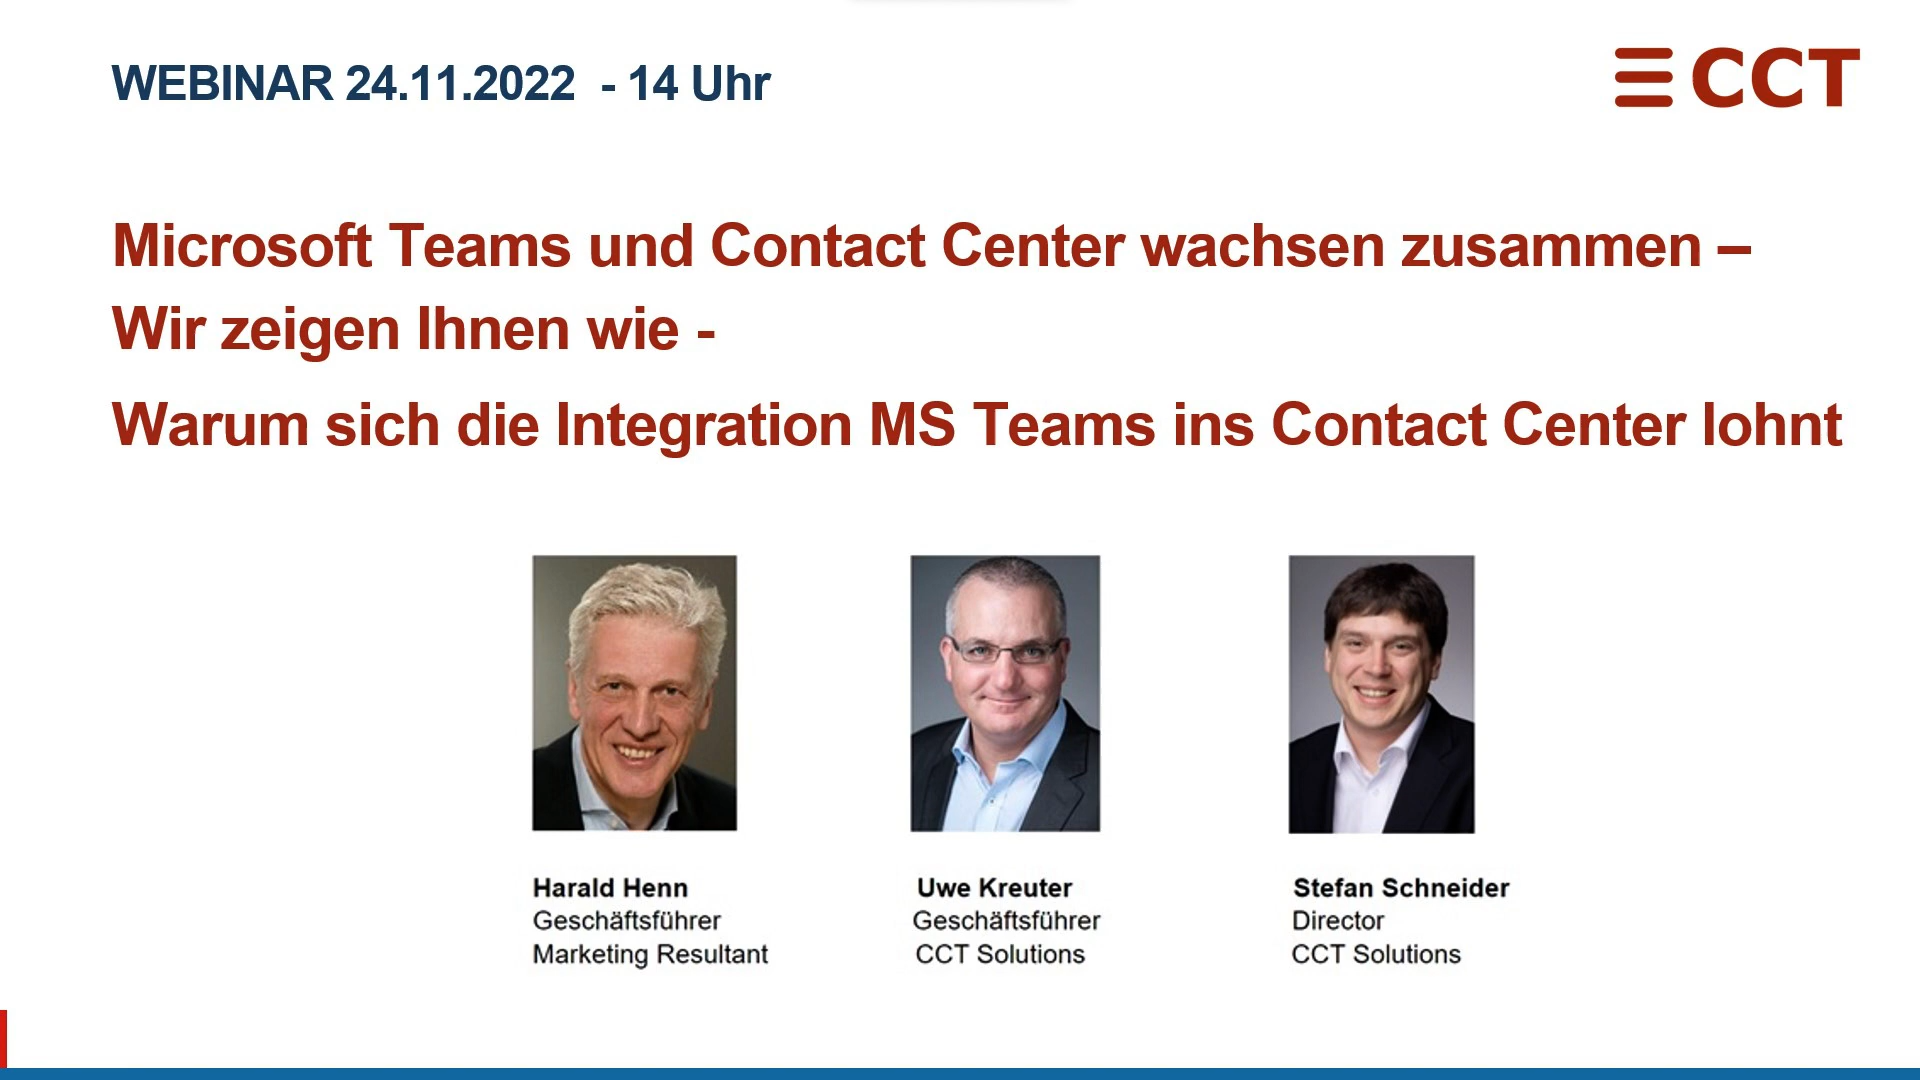 WEBINAR 24.11.2022 - 14 Uhr
CCT
Microsoft Teams und Contact Center wachsen zusammen –
Wir zeigen Ihnen wie -
Warum sich die Integration MS Teams ins Contact Center lohnt
Harald Henn
Geschäftsführer
Marketing Resultant
Uwe Kreuter
Geschäftsführer
CCT Solutions
Stefan Schneider
Director
CCT Solutions